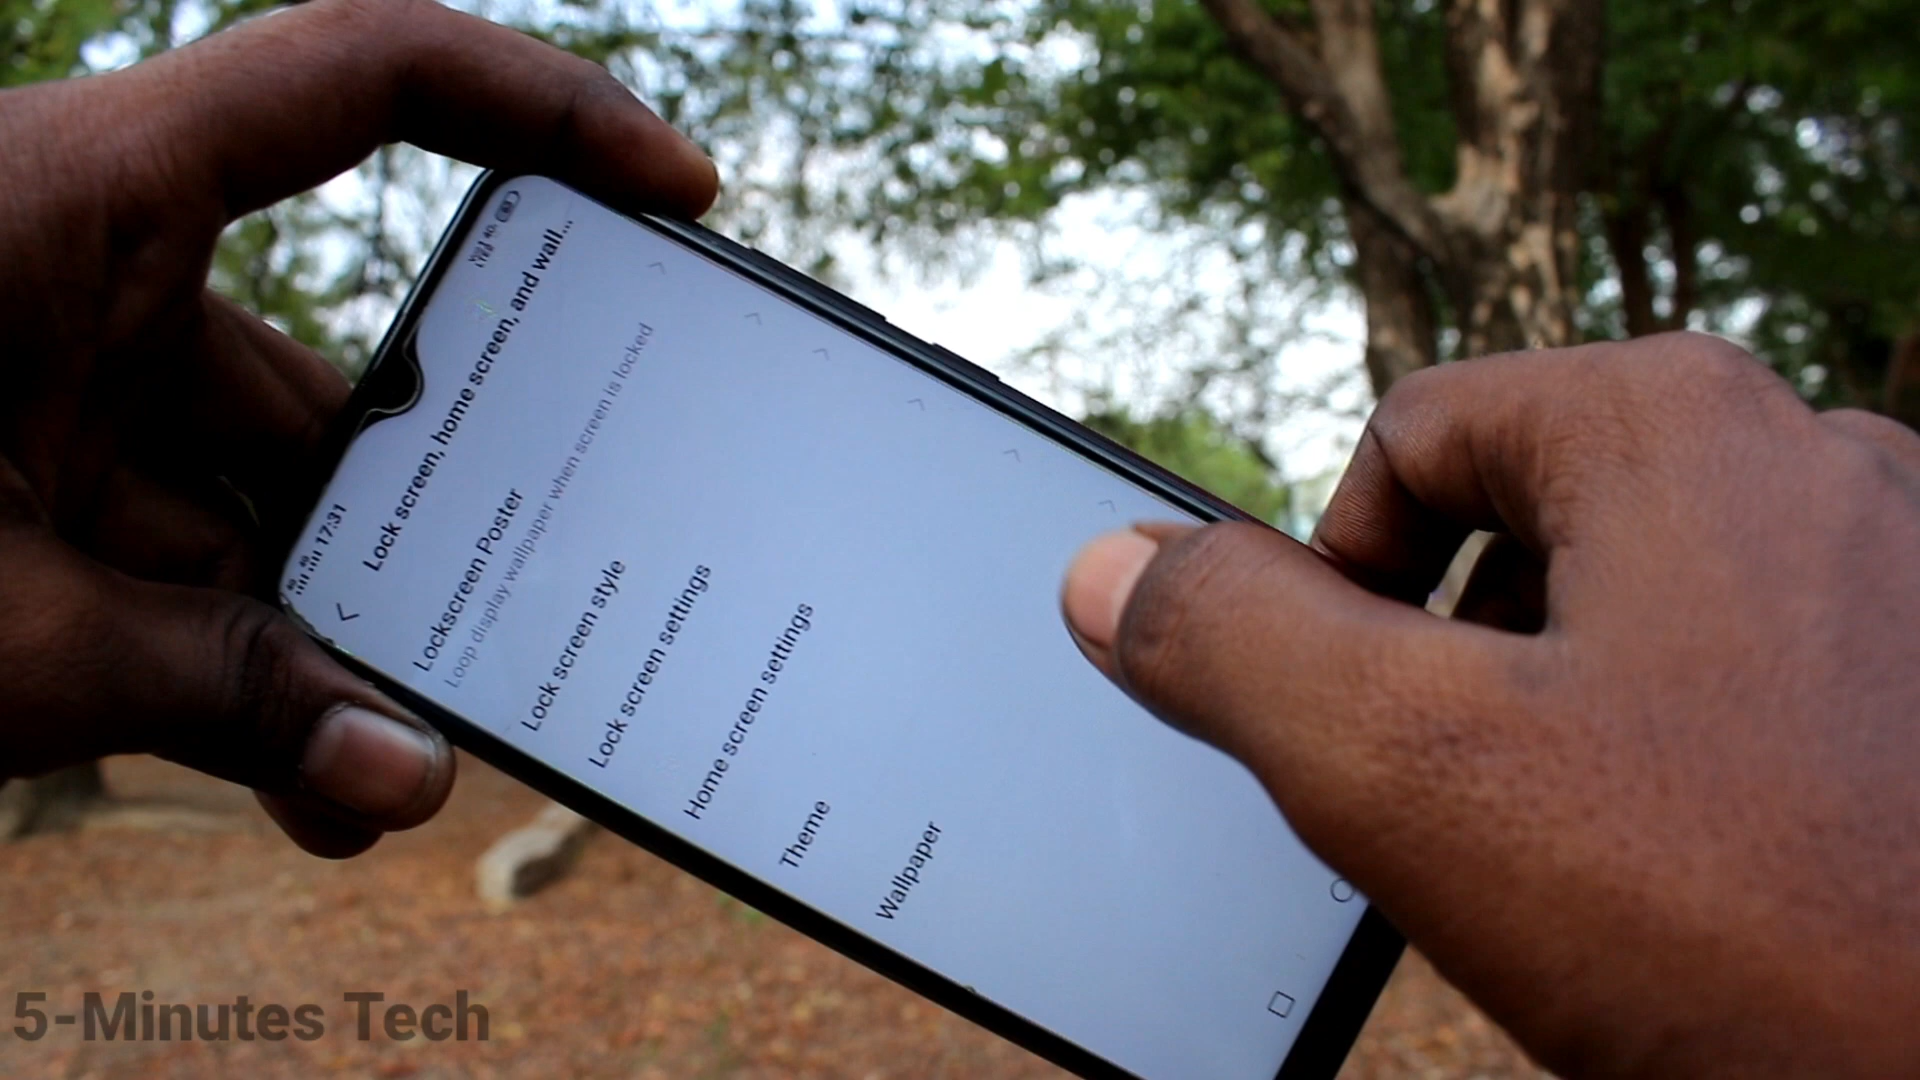 17:31
Lock screen, home screen, and wall...
Lockscreen Poster
Loop display wallpaper when screen is locked
Lock screen style
Lock screen settings
Home screen settings
Theme
Wallpaper
5-Minutes Tech